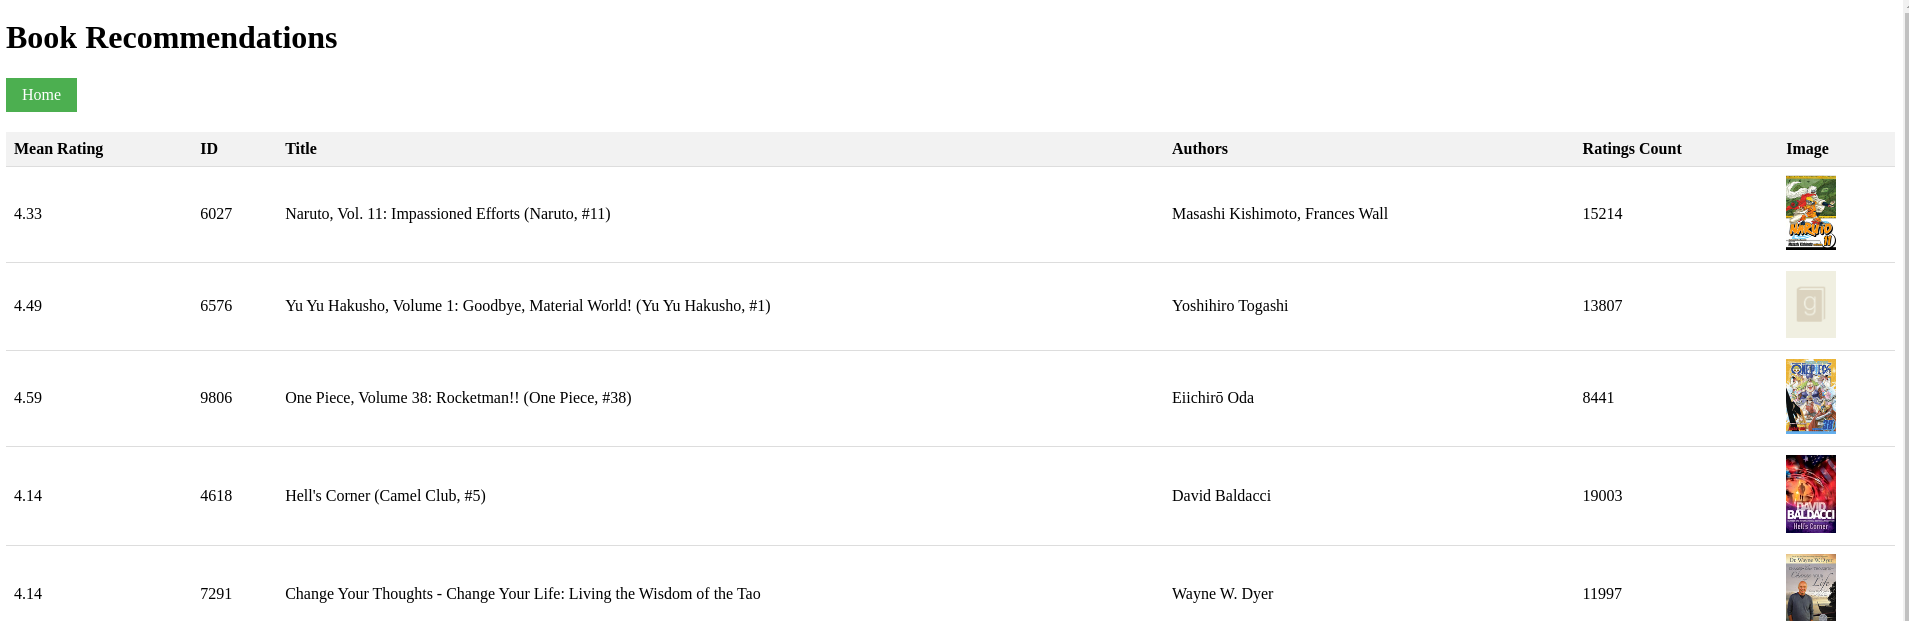 Book Recommendations
Home
Mean Rating ID Title Authors Ratings Count Image
4.33 6027 Naruto, Vol. 11: Impassioned Efforts (Naruto, #11) Masashi Kishimoto, Frances Wall 15214
NARUTO
11
4.49 6576 Yu Yu Hakusho, Volume 1: Goodbye, Material World! (Yu Yu Hakusho, #1) Yoshihiro Togashi 13807
g
4.59 9806 One Piece, Volume 38: Rocketman!! (One Piece, #38) Eiichirō Oda 8441
ONE PIECE
38
4.14 4618 Hell's Corner (Camel Club, #5) David Baldacci 19003
DAVID
BALDACCI
Hell's Corner
4.14 7291 Change Your Thoughts - Change Your Life: Living the Wisdom of the Tao Wayne W. Dyer 11997
Dr. Wayne W. Dyer